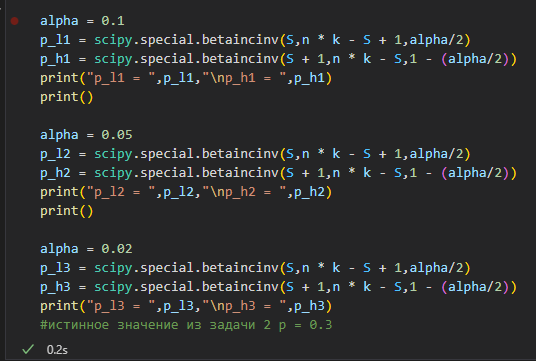 alpha = 0.1
p_l1 = scipy.special.betaincinv(S,n * k - S + 1,alpha/2)
p_h1 = scipy.special.betaincinv(S + 1,n * k - S,1 - (alpha/2))
print("p_l1 = ",p_l1,"\np_h1 = ",p_h1)
print()
alpha = 0.05
p_l2 = scipy.special.betaincinv(S,n * k - S + 1,alpha/2)
p_h2 = scipy.special.betaincinv(S + 1,n * k - S,1 - (alpha/2))
print("p_l2 = ",p_l2,"\np_h2 = ",p_h2)
print()
alpha = 0.02
p_l3 = scipy.special.betaincinv(S,n * k - S + 1,alpha/2)
p_h3 = scipy.special.betaincinv(S + 1,n * k - S,1 - (alpha/2))
print("p_l3 = ",p_l3,"\np_h3 = ",p_h3)
#истинное значение из задачи 2 p = 0.3
0.2s